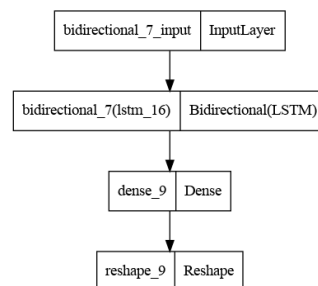 bidirectional_7_input InputLayer
bidirectional_7(lstm_16) Bidirectional(LSTM)
dense_9 Dense
reshape_9 Reshape